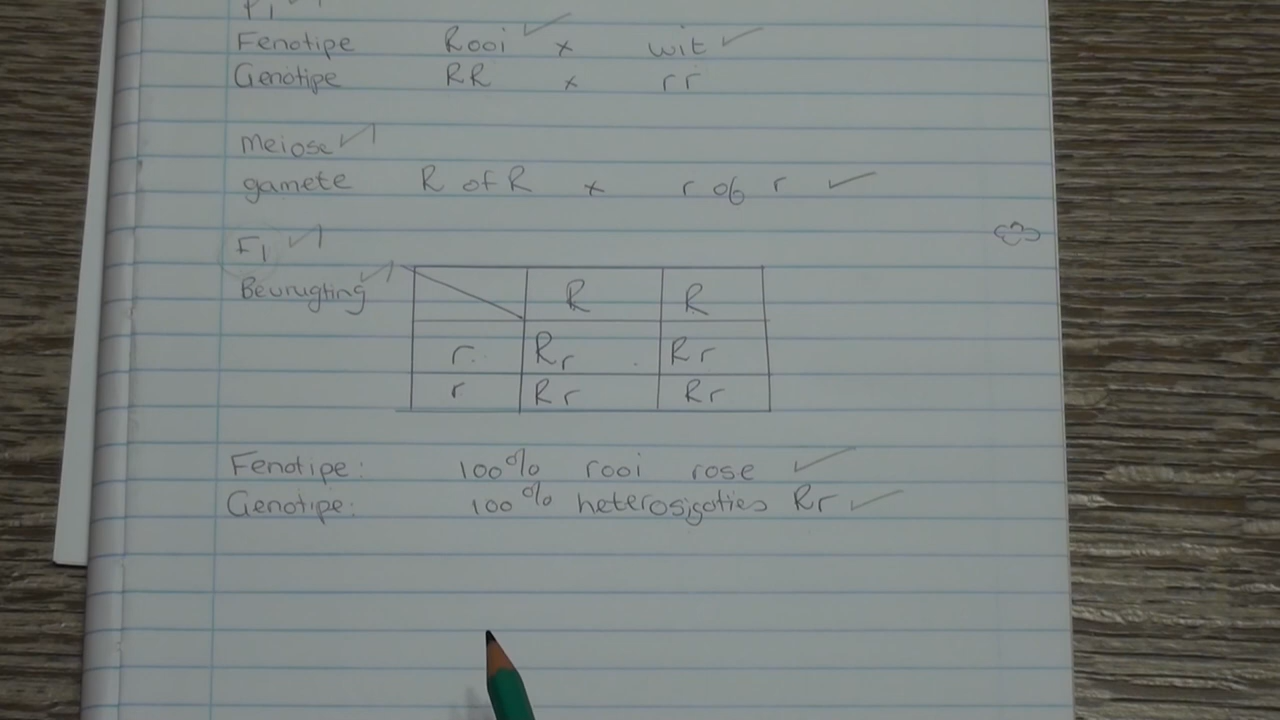 P1
Fenotipe Rooi x wit
Genotipe RR x rr
Meiose
gamete R of R x r of r
F1
Bevrugting
R R
r Rr Rr
r Rr Rr
Fenotipe: 100% rooi rose
Genotipe: 100% heterosigoties Rr